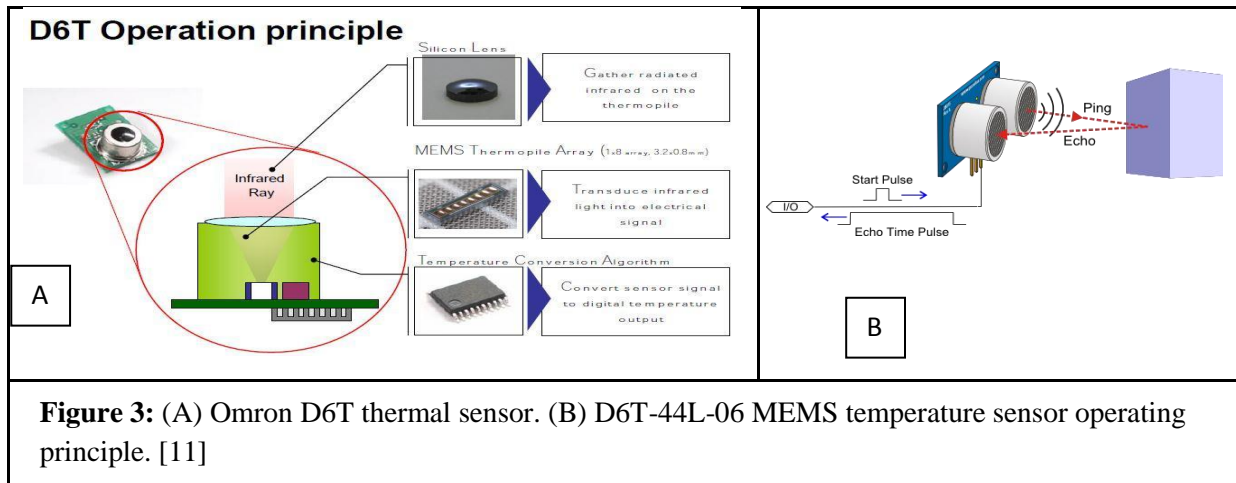 D6T Operation principle
Silicon Lens
Gather radiated
infrared on the
thermopile
MEMS Thermopile Array (1x8 array, 3.2x0.8mm)
Infrared
Ray
Transduce infrared
light into electrical
signal
Temperature Conversion Algorithm
Convert sensor signal
to digital temperature
output
A
Ping
Echo
Start Pulse
I/O
Echo Time Pulse
B
Figure 3: (A) Omron D6T thermal sensor. (B) D6T-44L-06 MEMS temperature sensor operating
principle. [11]